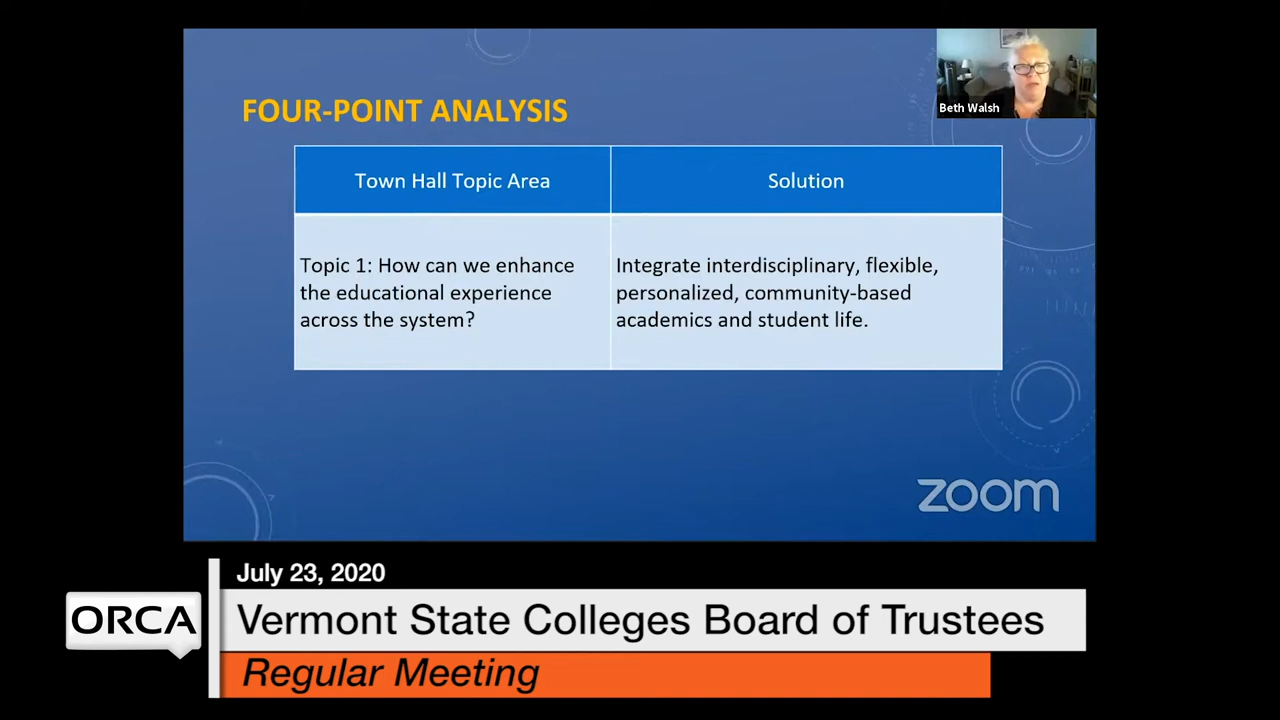 FOUR-POINT ANALYSIS
Beth Walsh
Town Hall Topic Area
Solution
Topic 1: How can we enhance
the educational experience
across the system?
Integrate interdisciplinary, flexible,
personalized, community-based
academics and student life.
zoom
July 23, 2020
ORCA
Vermont State Colleges Board of Trustees
Regular Meeting